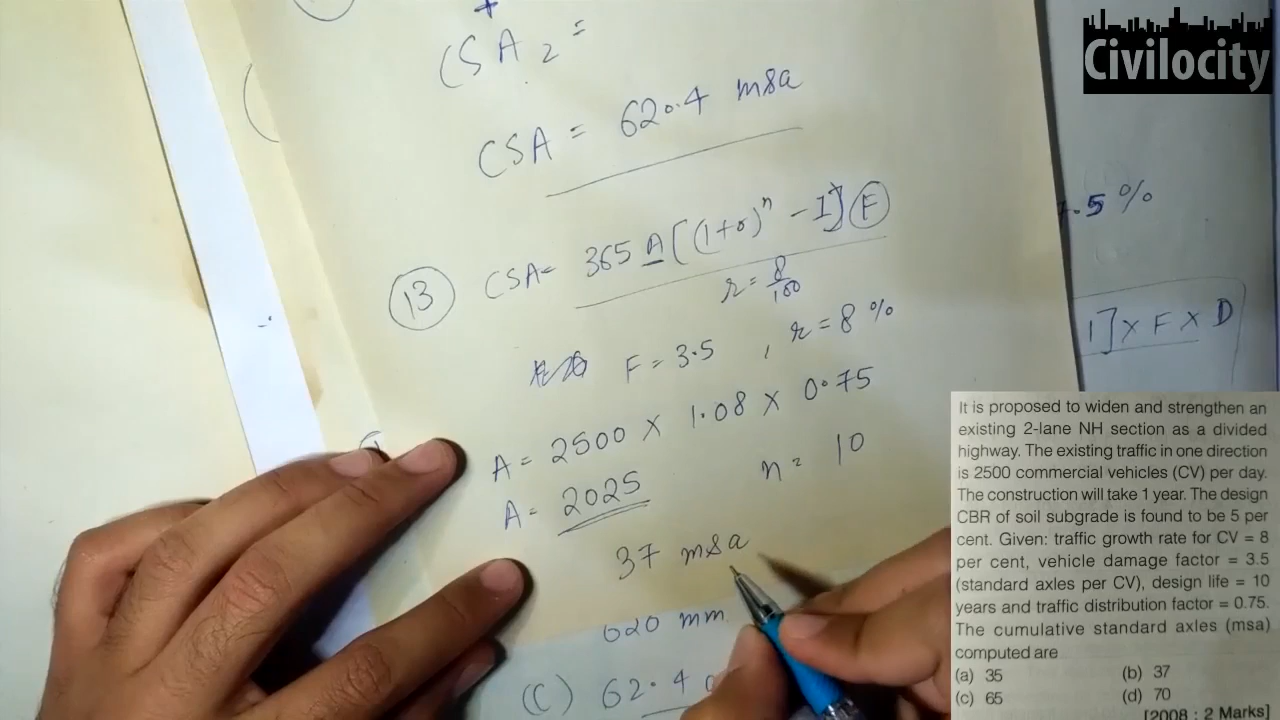 Civilocity
CSA2 =
CSA = 62.4 msa
.5 %
13 CSA = 365 A [(1+r)^n - 1] F
r = 8/100
1] x F x D
F = 3.5 , r = 8 %
A = 2500 x 1.08 x 0.75
A = 2025 n = 10
37 msa
620 mm
(C) 62.4
It is proposed to widen and strengthen an
existing 2-lane NH section as a divided
highway. The existing traffic in one direction
is 2500 commercial vehicles (CV) per day.
The construction will take 1 year. The design
CBR of soil subgrade is found to be 5 per
cent. Given: traffic growth rate for CV = 8
per cent, vehicle damage factor = 3.5
(standard axles per CV), design life = 10
years and traffic distribution factor = 0.75.
The cumulative standard axles (msa)
computed are
(a) 35 (b) 37
(c) 65 (d) 70
[2008 : 2 Marks]